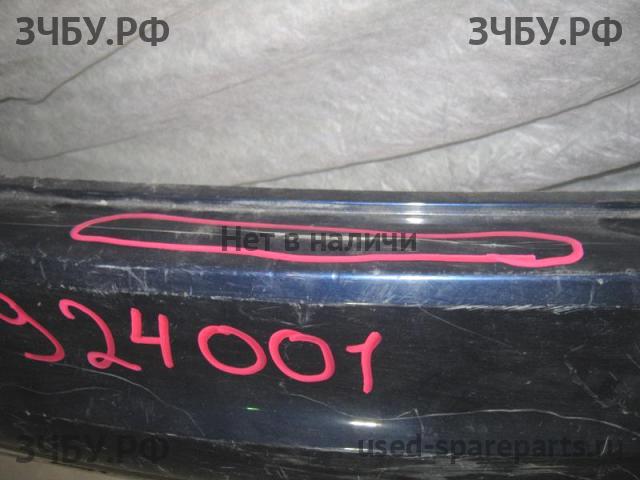 ЗЧБУ.РФ ЗЧБУ.РФ
Нет в наличи
924001
ЗЧБУ.РФ
used-spareparts.ru